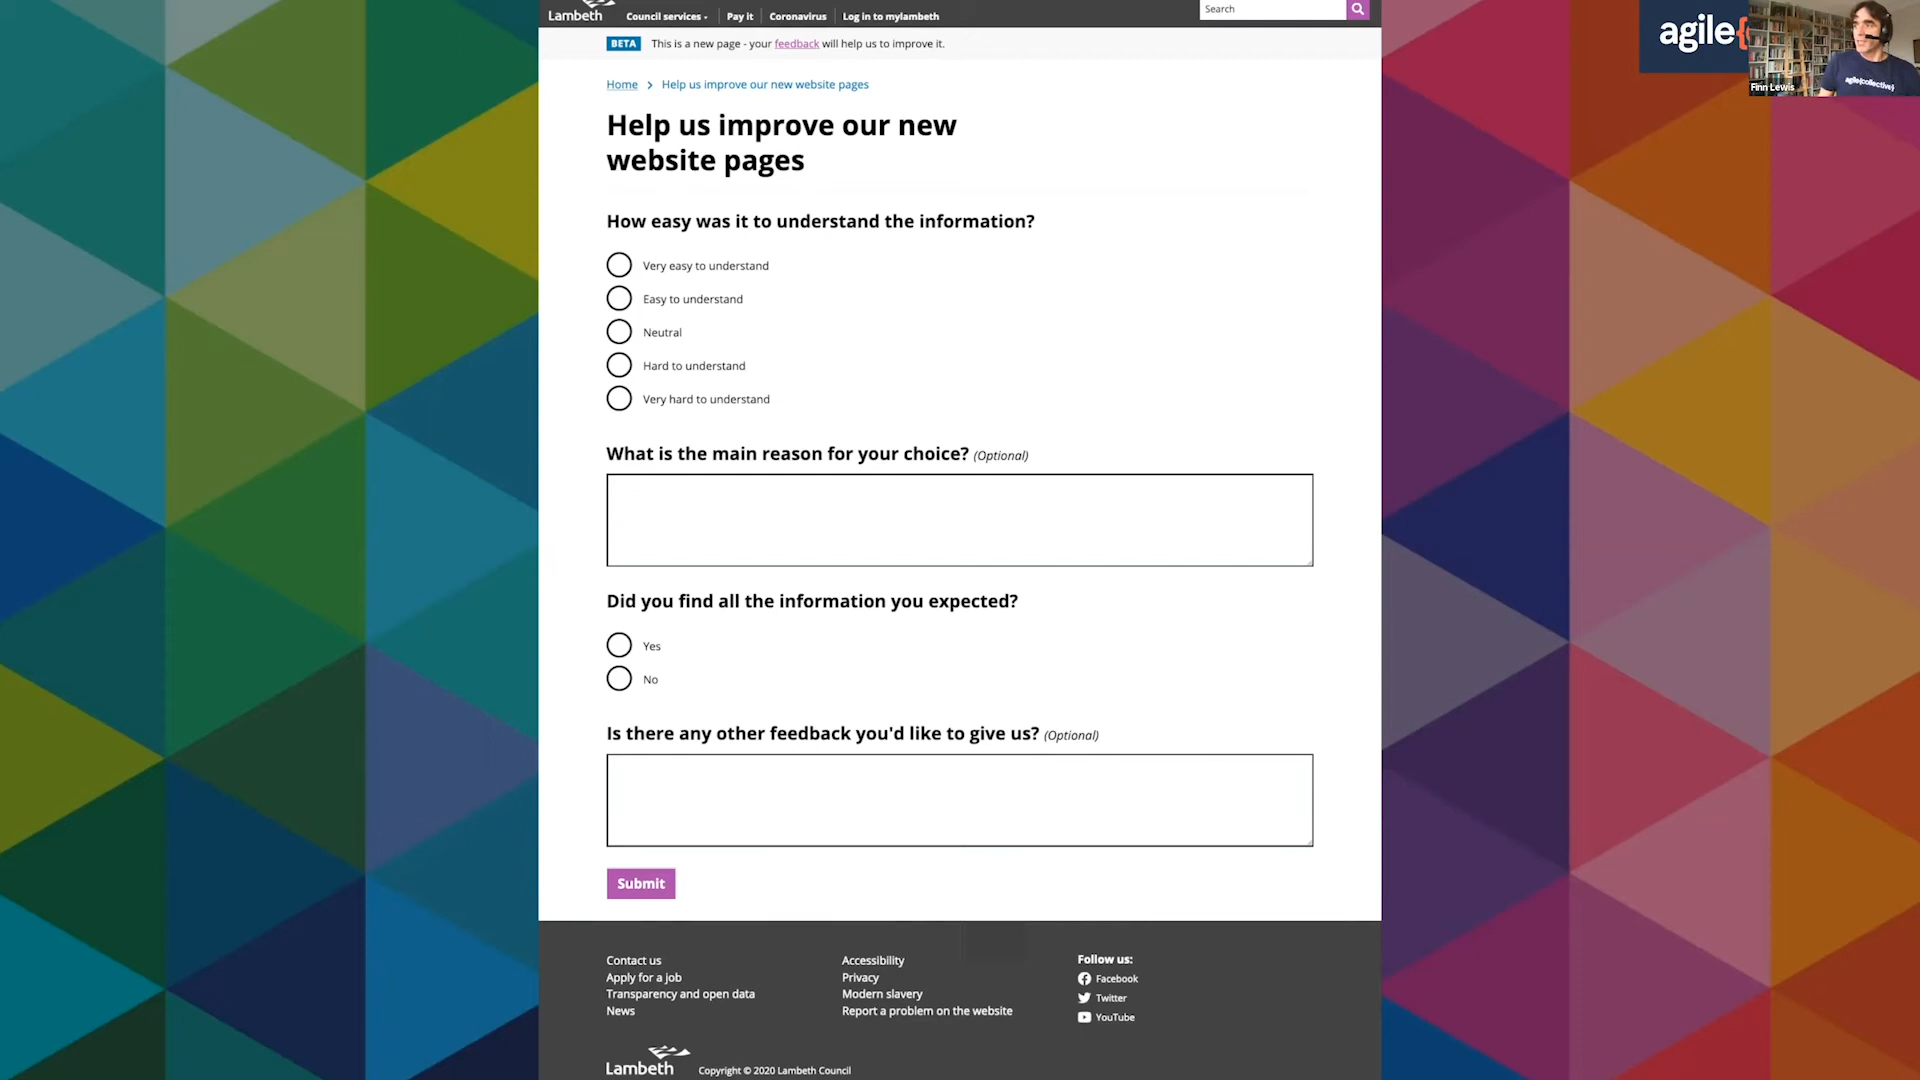 Lambeth
Council services
Pay it
Coronavirus
Log in to mylambeth
Search
BETA
This is a new page - your feedback will help us to improve it.
Home
Help us improve our new website pages
Help us improve our new
website pages
How easy was it to understand the information?
Very easy to understand
Easy to understand
Neutral
Hard to understand
Very hard to understand
What is the main reason for your choice? (Optional)
Did you find all the information you expected?
Yes
No
Is there any other feedback you'd like to give us? (Optional)
Submit
Contact us
Apply for a job
Transparency and open data
News
Accessibility
Privacy
Modern slavery
Report a problem on the website
Follow us:
Facebook
Twitter
YouTube
Lambeth
Copyright © 2020 Lambeth Council
agile{
agile{collective}
Finn Lewis